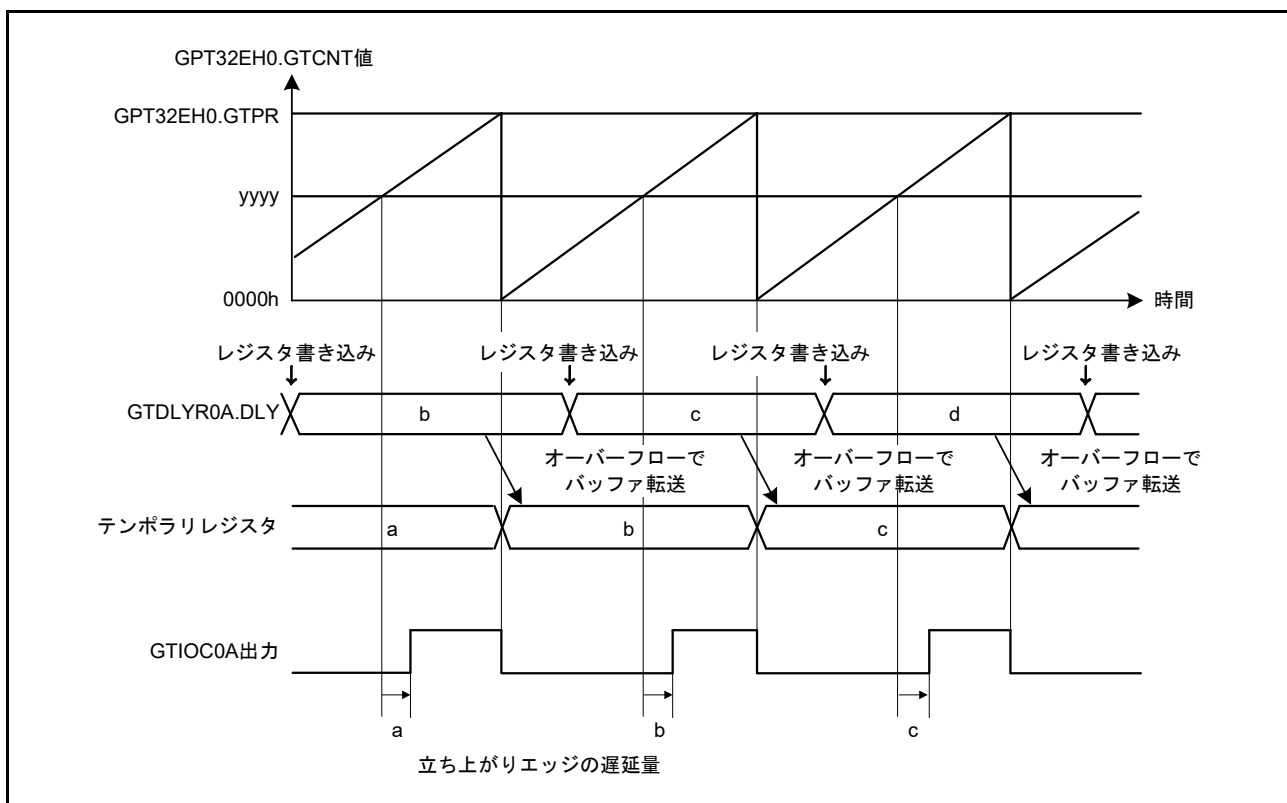 GPT32EH0.GTCNT値
GPT32EH0.GTPR
yyyy
0000h
時間
レジスタ書き込み レジスタ書き込み レジスタ書き込み レジスタ書き込み
GTDLYR0A.DLY
b c d
オーバーフローで オーバーフローで オーバーフローで
バッファ転送 バッファ転送 バッファ転送
テンポラリレジスタ
a b c
GTIOC0A出力
a b c
立ち上がりエッジの遅延量